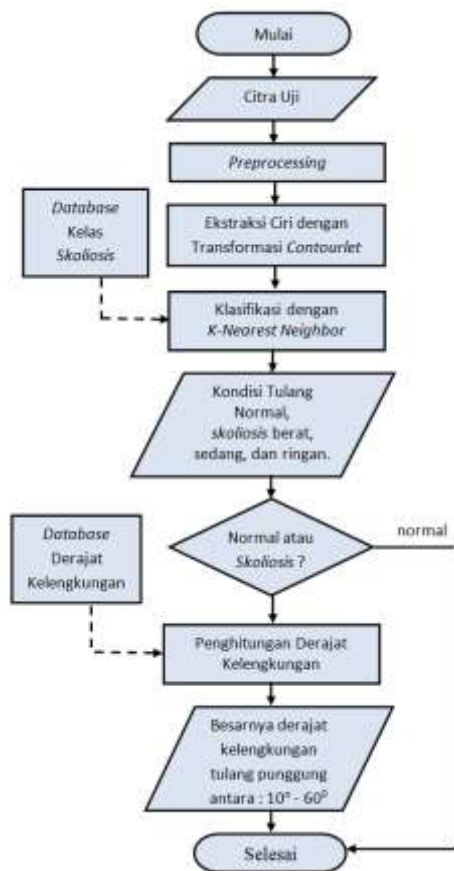 Mulai
Citra Uji
Preprocessing
Database
Kelas
Skoliosis
Ekstraksi Ciri dengan
Transformasi Contourlet
Klasifikasi dengan
K-Nearest Neighbor
Kondisi Tulang
Normal,
skoliosis berat,
sedang, dan ringan.
Normal atau
Skoliosis ?
normal
Database
Derajat
Kelengkungan
Penghitungan Derajat
Kelengkungan
Besarnya derajat
kelengkungan
tulang punggung
antara : 10° - 60⁰
Selesai